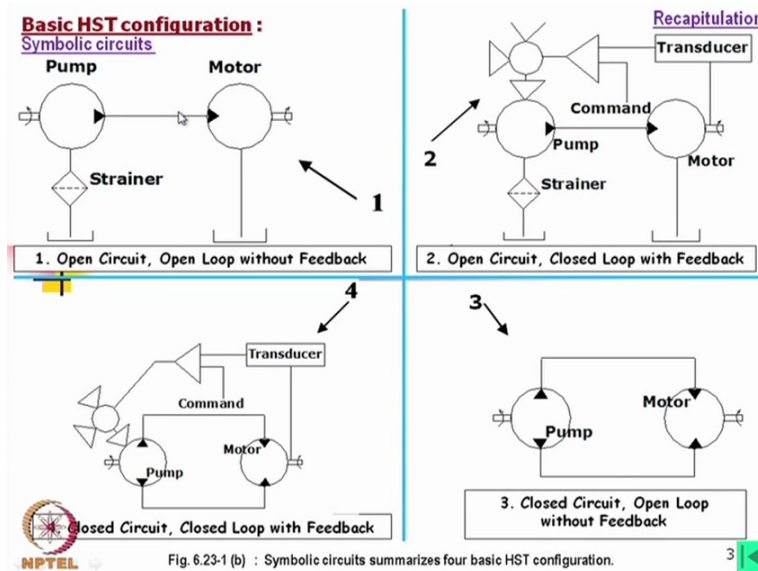 Basic HST configuration :
Symbolic circuits
Pump
Motor
Strainer
1
1. Open Circuit, Open Loop without Feedback
Recapitulation
Transducer
Command
2
Pump
Motor
Strainer
2. Open Circuit, Closed Loop with Feedback
4
Transducer
Command
Motor
Pump
losed Circuit, Closed Loop with Feedback
3
Motor
Pump
3. Closed Circuit, Open Loop
without Feedback
NPTEL
Fig. 6.23-1 (b) : Symbolic circuits summarizes four basic HST configuration.
3